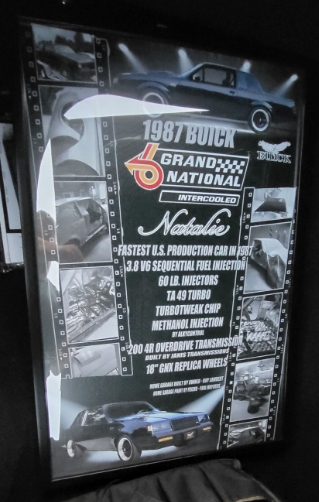 1987 BUICK
BUICK
6
GRAND
NATIONAL
INTERCOOLED
Natalie
FASTEST U.S. PRODUCTION CAR IN 1987
3.8 V6 SEQUENTIAL FUEL INJECTION
60 LB. INJECTORS
TA 49 TURBO
TURBOTWEAK CHIP
METHANOL INJECTION
200 4R OVERDRIVE TRANSMISSION
BUILT BY JANIS TRANSMISSIONS
18" GNX REPLICA WHEELS